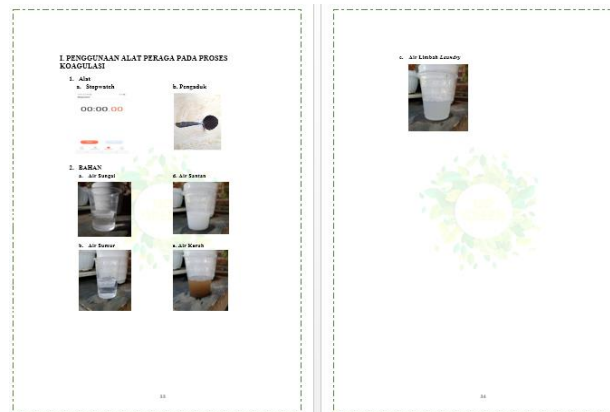 I. PENGGUNAAN ALAT PERAGA PADA PROSES
KOAGULASI
1. Alat
a. Stopwatch
b. Pengaduk
00:00.00
2. BAHAN
a. Air Sungai
d. Air Santan
b. Air Sumur
e. Air Keruh
c. Air Limbah Laundry